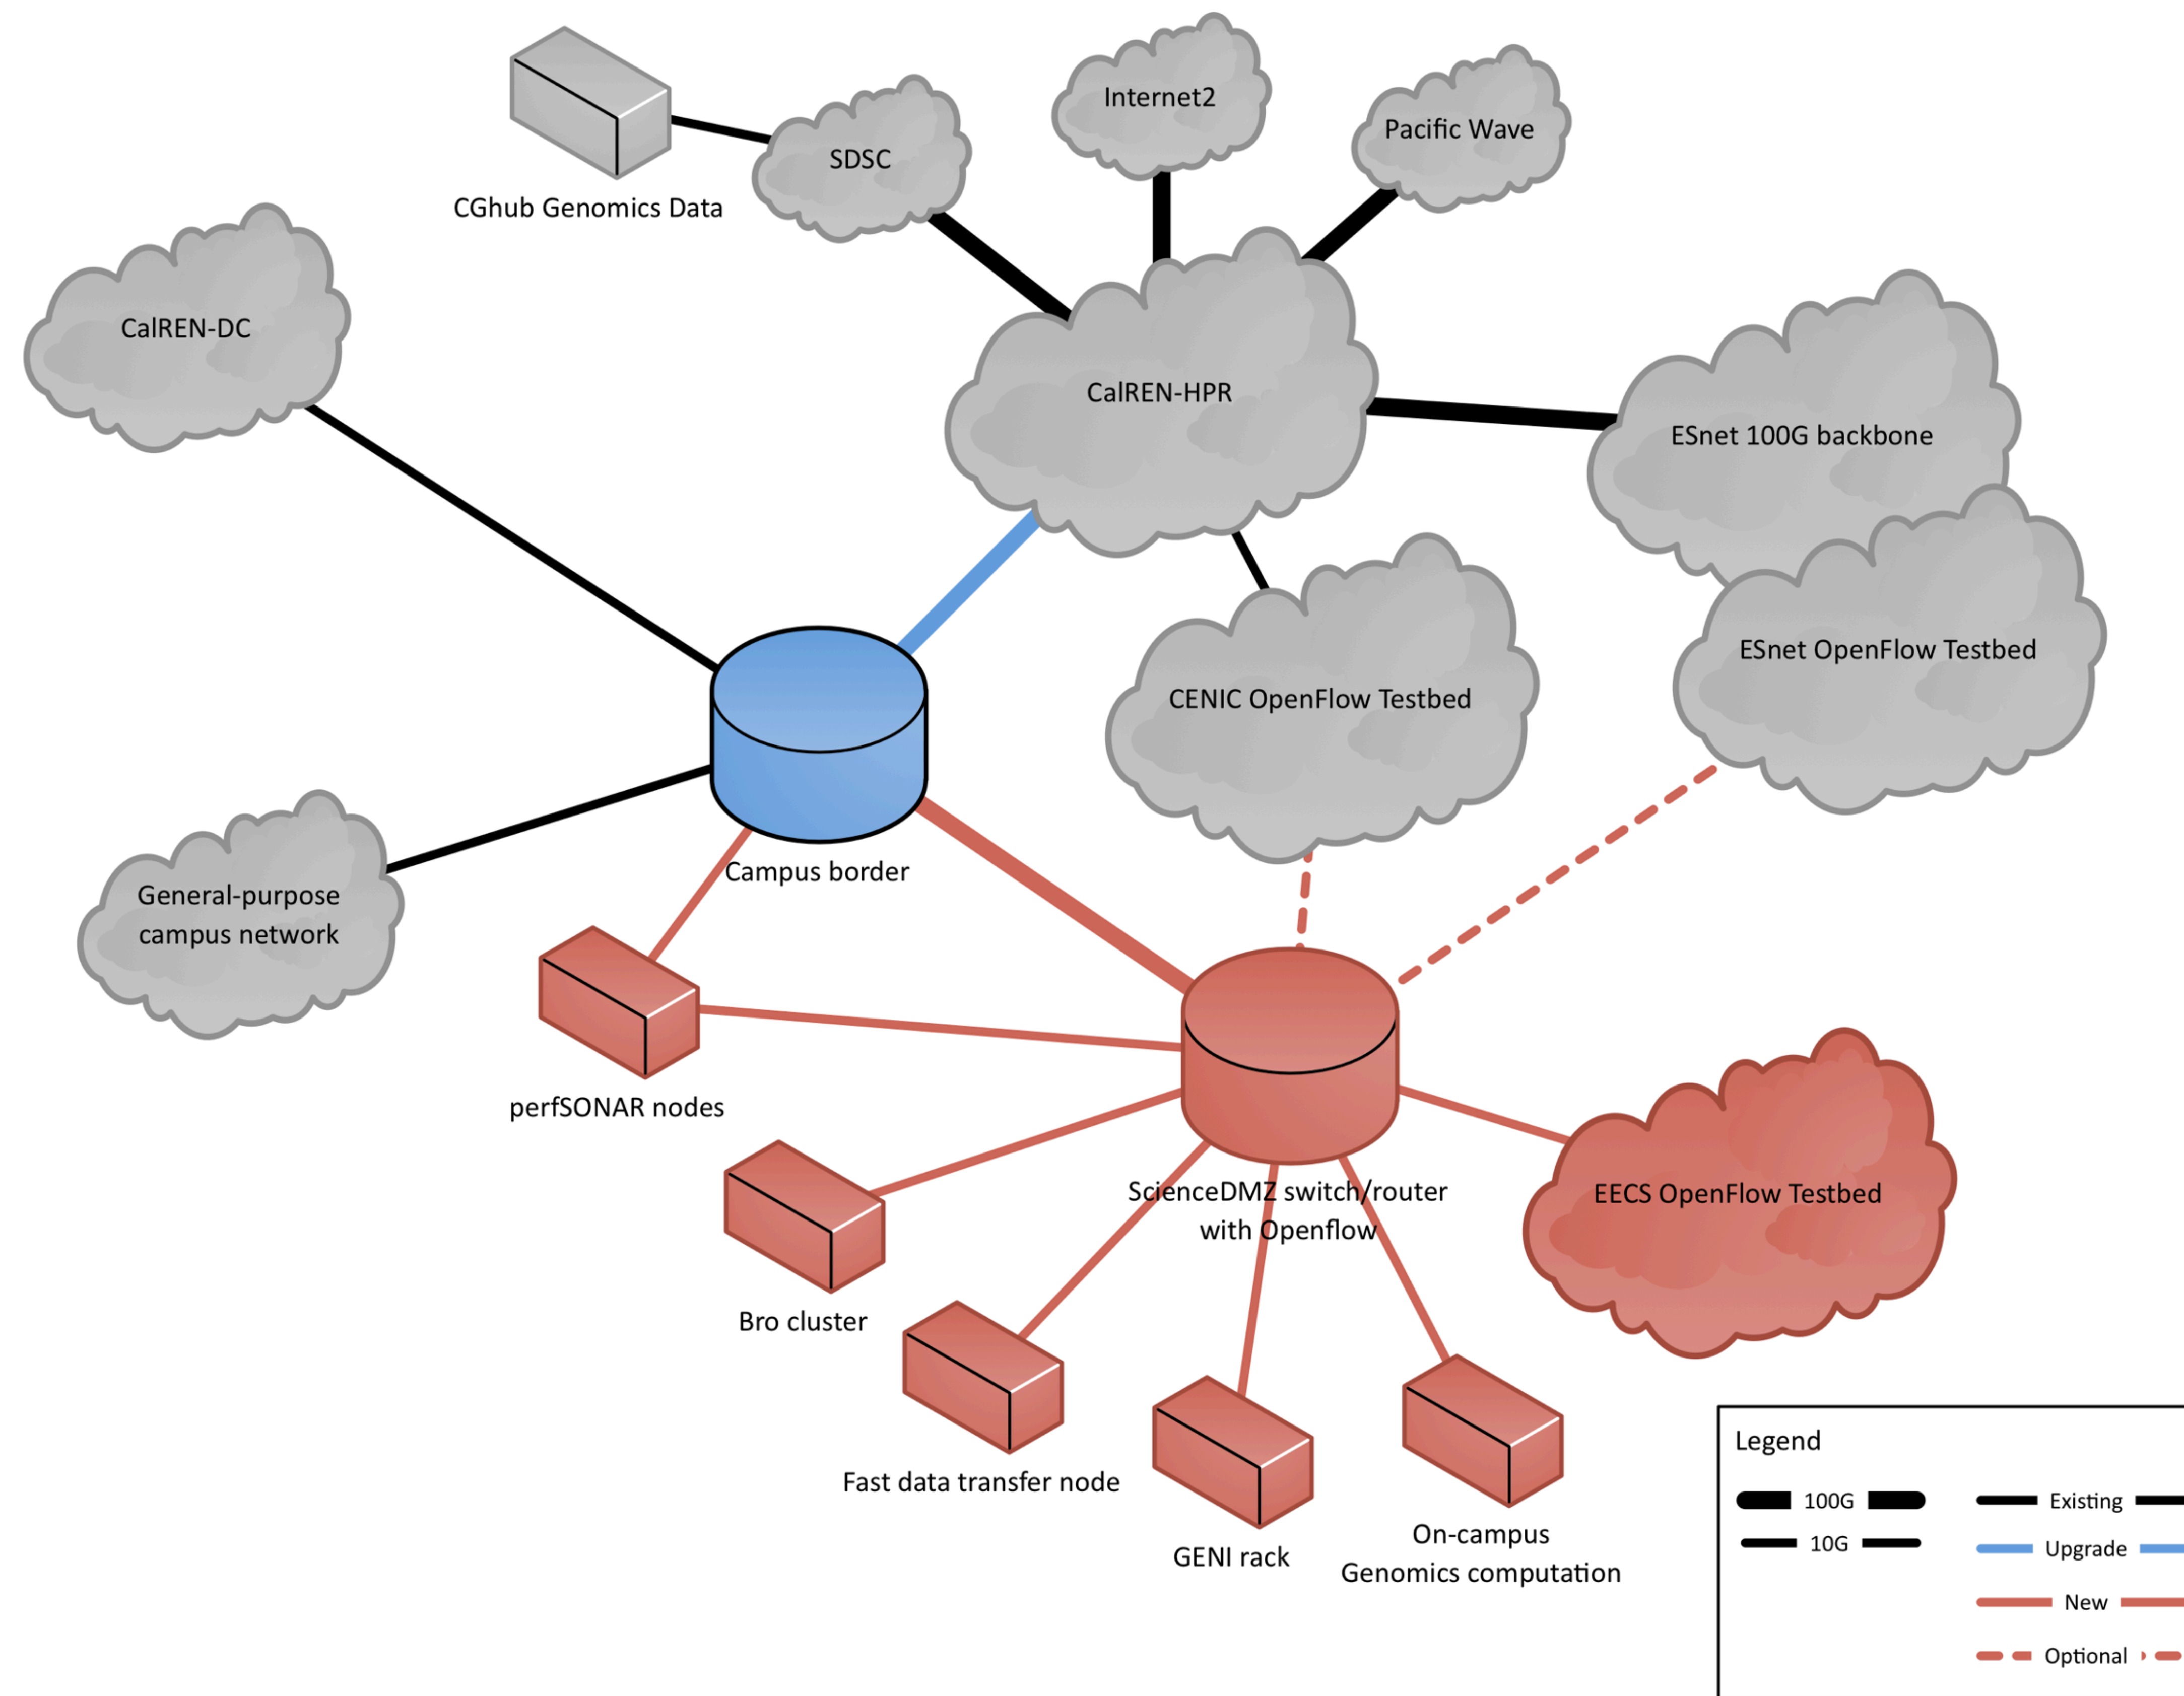 Internet2
Pacific Wave
SDSC
CGhub Genomics Data
CalREN-DC
CalREN-HPR
ESnet 100G backbone
ESnet OpenFlow Testbed
CENIC OpenFlow Testbed
Campus border
General-purpose
campus network
perfSONAR nodes
ScienceDMZ switch/router
with Openflow
EECS OpenFlow Testbed
Bro cluster
Fast data transfer node
GENI rack
On-campus
Genomics computation
Legend
100G
10G
Existing
Upgrade
New
Optional